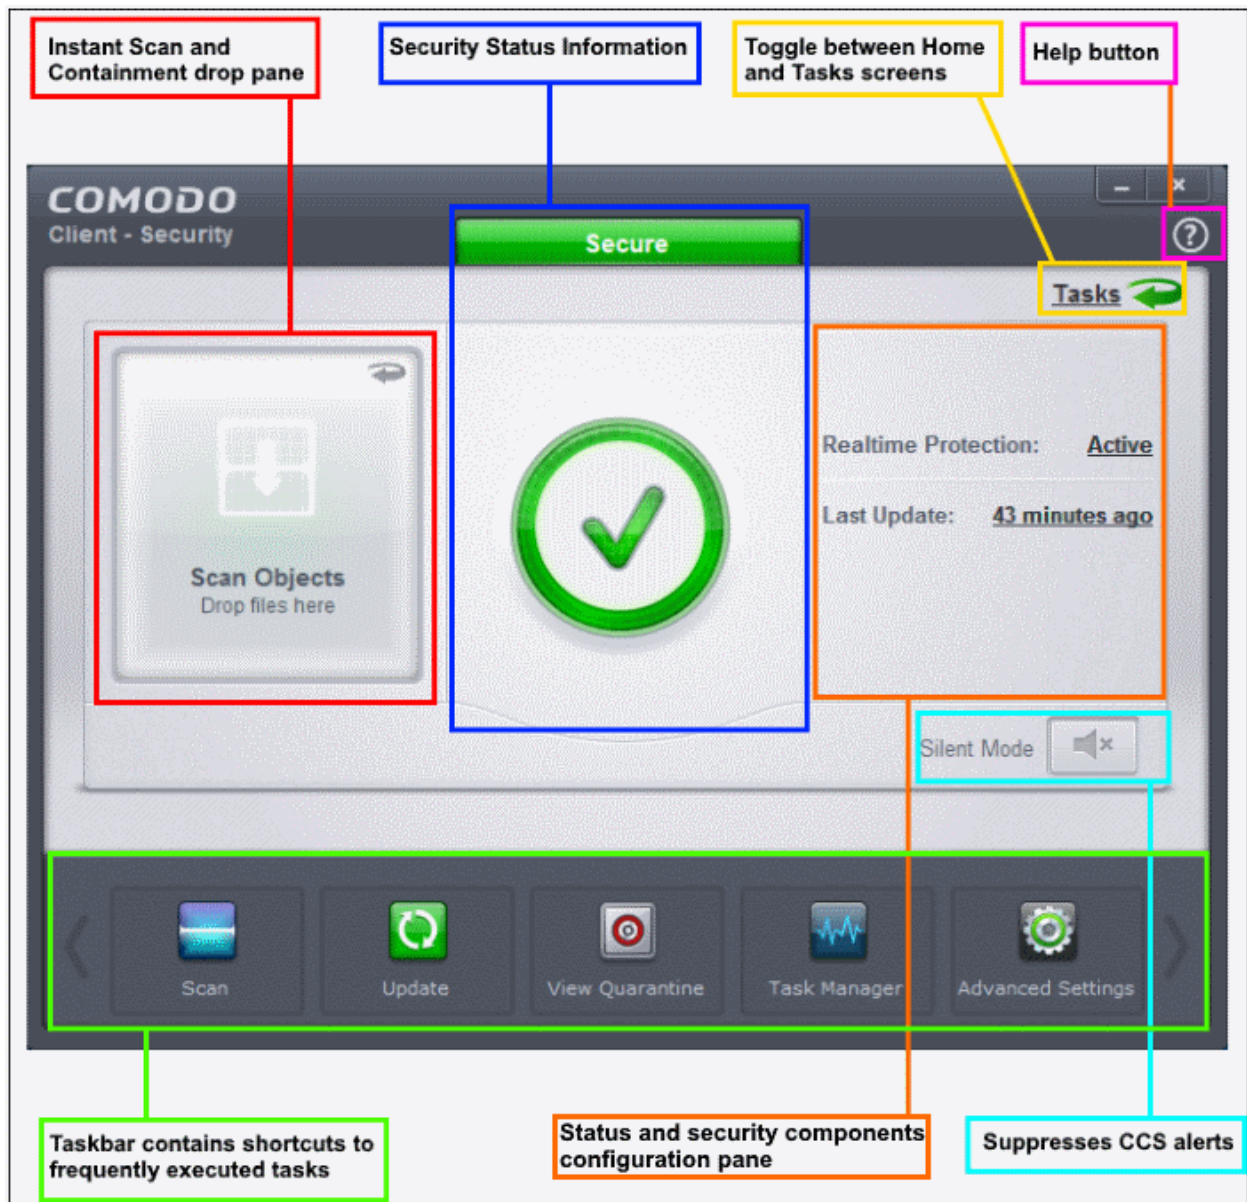 Instant Scan and
Containment drop pane
Security Status Information
Toggle between Home
and Tasks screens
Help button
COMODO
Client - Security
Secure
?
Tasks
Scan Objects
Drop files here
Realtime Protection: Active
Last Update: 43 minutes ago
Silent Mode
Scan
Update
View Quarantine
Task Manager
Advanced Settings
Taskbar contains shortcuts to
frequently executed tasks
Status and security components
configuration pane
Suppresses CCS alerts